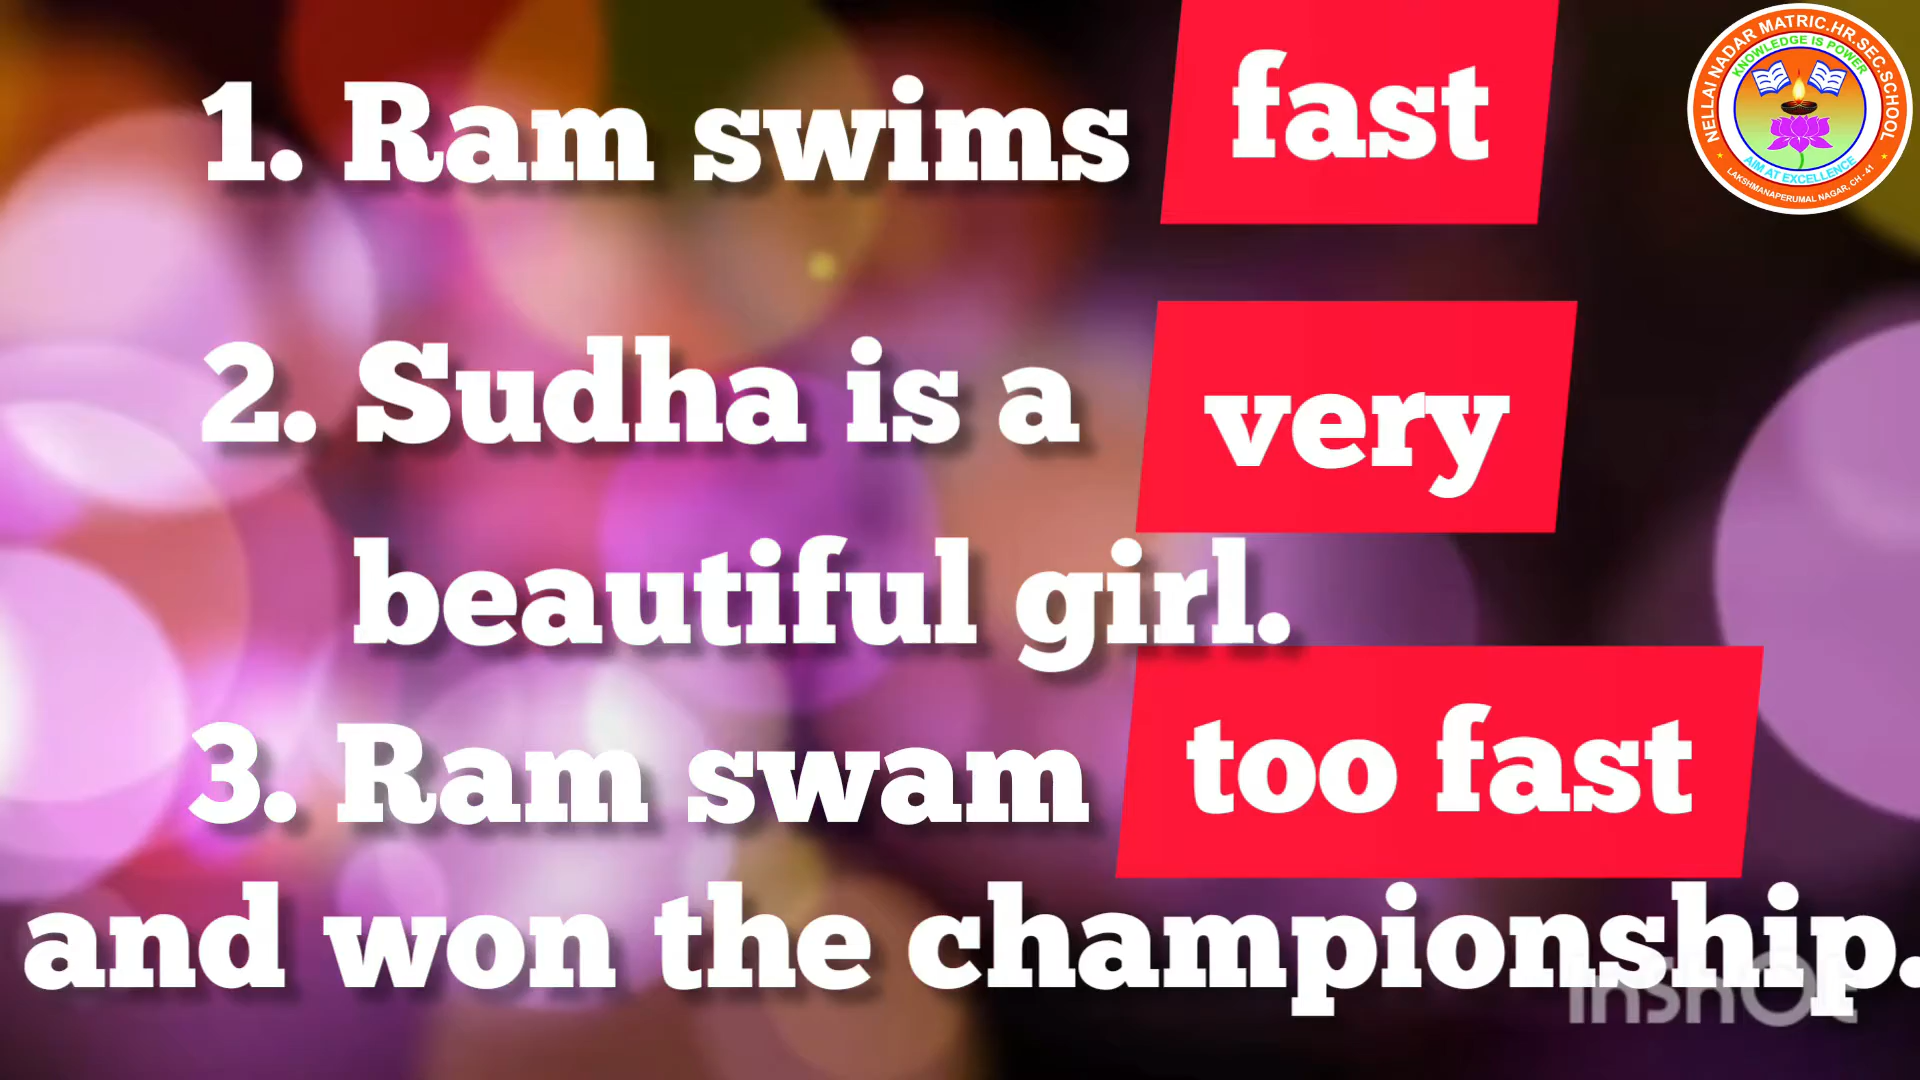 1. Ram swims fast
2. Sudha is a very
beautiful girl.
3. Ram swam too fast
and won the championship.
NELLAI NADAR MATRIC.HR.SEC.SCHOOL
KNOWLEDGE IS POWER
AIM AT EXCELLENCE
LAKSHMANAPERUMAL NAGAR, CH - 41
InShOt